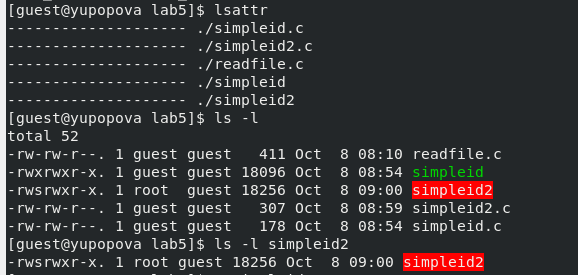 [guest@yupopova lab5]$ lsattr
-------------------- ./simpleid.c
-------------------- ./simpleid2.c
-------------------- ./readfile.c
-------------------- ./simpleid
-------------------- ./simpleid2
[guest@yupopova lab5]$ ls -l
total 52
-rw-rw-r--. 1 guest guest   411 Oct  8 08:10 readfile.c
-rwxrwxr-x. 1 guest guest 18096 Oct  8 08:54 simpleid
-rwsrwxr-x. 1 root  guest 18256 Oct  8 09:00 simpleid2
-rw-rw-r--. 1 guest guest   307 Oct  8 08:59 simpleid2.c
-rw-rw-r--. 1 guest guest   178 Oct  8 08:54 simpleid.c
[guest@yupopova lab5]$ ls -l simpleid2
-rwsrwxr-x. 1 root guest 18256 Oct  8 09:00 simpleid2